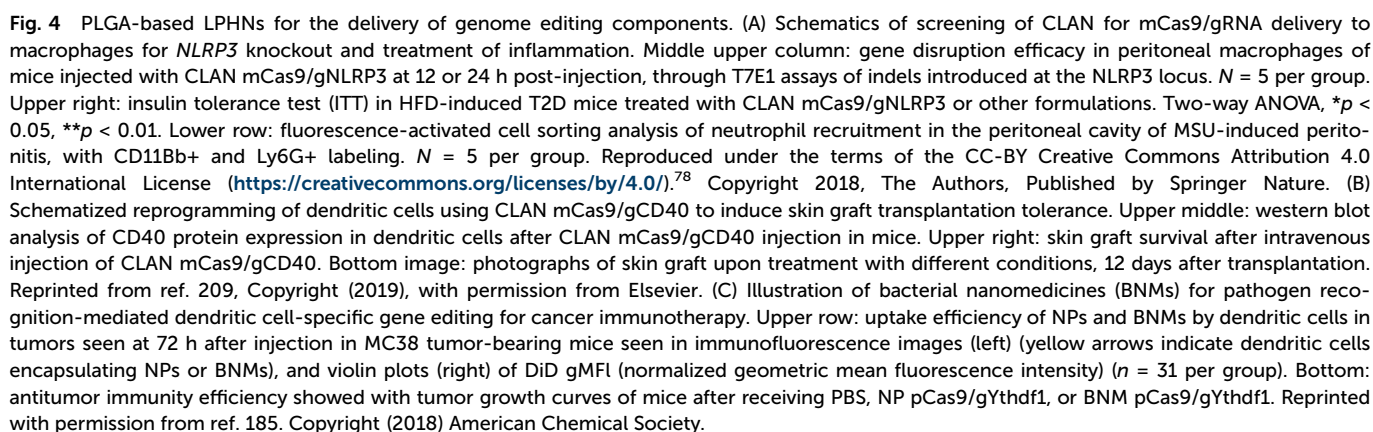 Fig. 4 PLGA-based LPHNs for the delivery of genome editing components. (A) Schematics of screening of CLAN for mCas9/gRNA delivery to
macrophages for NLRP3 knockout and treatment of inflammation. Middle upper column: gene disruption efficacy in peritoneal macrophages of
mice injected with CLAN mCas9/gNLRP3 at 12 or 24 h post-injection, through T7E1 assays of indels introduced at the NLRP3 locus. N = 5 per group.
Upper right: insulin tolerance test (ITT) in HFD-induced T2D mice treated with CLAN mCas9/gNLRP3 or other formulations. Two-way ANOVA, *p <
0.05, **p < 0.01. Lower row: fluorescence-activated cell sorting analysis of neutrophil recruitment in the peritoneal cavity of MSU-induced perito-
nitis, with CD11Bb+ and Ly6G+ labeling. N = 5 per group. Reproduced under the terms of the CC-BY Creative Commons Attribution 4.0
International License (https://creativecommons.org/licenses/by/4.0/).78 Copyright 2018, The Authors, Published by Springer Nature. (B)
Schematized reprogramming of dendritic cells using CLAN mCas9/gCD40 to induce skin graft transplantation tolerance. Upper middle: western blot
analysis of CD40 protein expression in dendritic cells after CLAN mCas9/gCD40 injection in mice. Upper right: skin graft survival after intravenous
injection of CLAN mCas9/gCD40. Bottom image: photographs of skin graft upon treatment with different conditions, 12 days after transplantation.
Reprinted from ref. 209, Copyright (2019), with permission from Elsevier. (C) Illustration of bacterial nanomedicines (BNMs) for pathogen reco-
gnition-mediated dendritic cell-specific gene editing for cancer immunotherapy. Upper row: uptake efficiency of NPs and BNMs by dendritic cells in
tumors seen at 72 h after injection in MC38 tumor-bearing mice seen in immunofluorescence images (left) (yellow arrows indicate dendritic cells
encapsulating NPs or BNMs), and violin plots (right) of DiD gMFI (normalized geometric mean fluorescence intensity) (n = 31 per group). Bottom:
antitumor immunity efficiency showed with tumor growth curves of mice after receiving PBS, NP pCas9/gYthdf1, or BNM pCas9/gYthdf1. Reprinted
with permission from ref. 185. Copyright (2018) American Chemical Society.